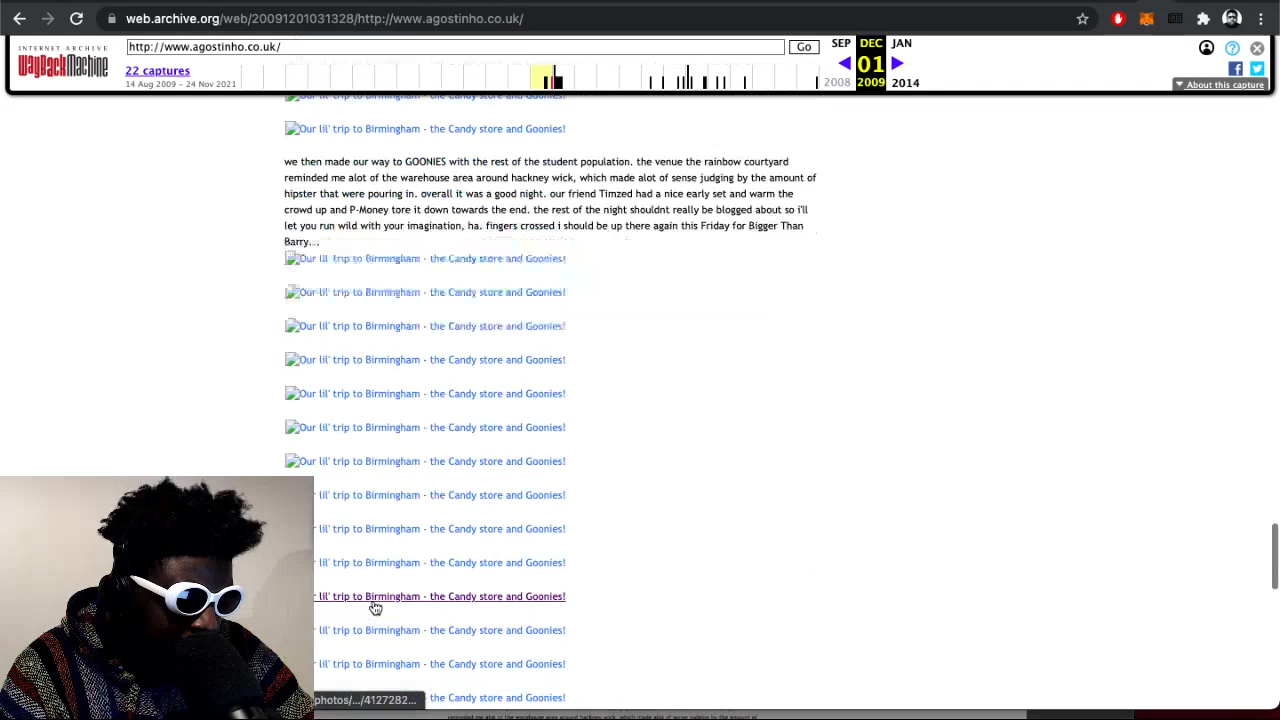 web.archive.org/web/20091201031328/http://www.agostinho.co.uk/
INTERNET ARCHIVE
WayBackMachine
http://www.agostinho.co.uk/
Go
SEP DEC JAN
22 captures
01
14 Aug 2009 – 24 Nov 2021
2008 2009 2014
About this capture
Our lil' trip to Birmingham - the Candy store and Goonies!
Our lil' trip to Birmingham - the Candy store and Goonies!
we then made our way to GOONIES with the rest of the student population. the venue the rainbow courtyard
reminded me alot of the warehouse area around hackney wick, which made alot of sense judging by the amount of
hipster that were pouring in. overall it was a good night. our friend Timzed had a nice early set and warm the
crowd up and P-Money tore it down towards the end. the rest of the night shouldnt really be blogged about so i'll
let you run wild with your imagination, ha. fingers crossed i should be up there again this Friday for Bigger Than
Barry...
Our lil' trip to Birmingham - the Candy store and Goonies!
Our lil' trip to Birmingham - the Candy store and Goonies!
Our lil' trip to Birmingham - the Candy store and Goonies!
Our lil' trip to Birmingham - the Candy store and Goonies!
Our lil' trip to Birmingham - the Candy store and Goonies!
Our lil' trip to Birmingham - the Candy store and Goonies!
Our lil' trip to Birmingham - the Candy store and Goonies!
lil' trip to Birmingham - the Candy store and Goonies!
lil' trip to Birmingham - the Candy store and Goonies!
lil' trip to Birmingham - the Candy store and Goonies!
lil' trip to Birmingham - the Candy store and Goonies!
lil' trip to Birmingham - the Candy store and Goonies!
lil' trip to Birmingham - the Candy store and Goonies!
photos/.../4127282... the Candy store and Goonies!